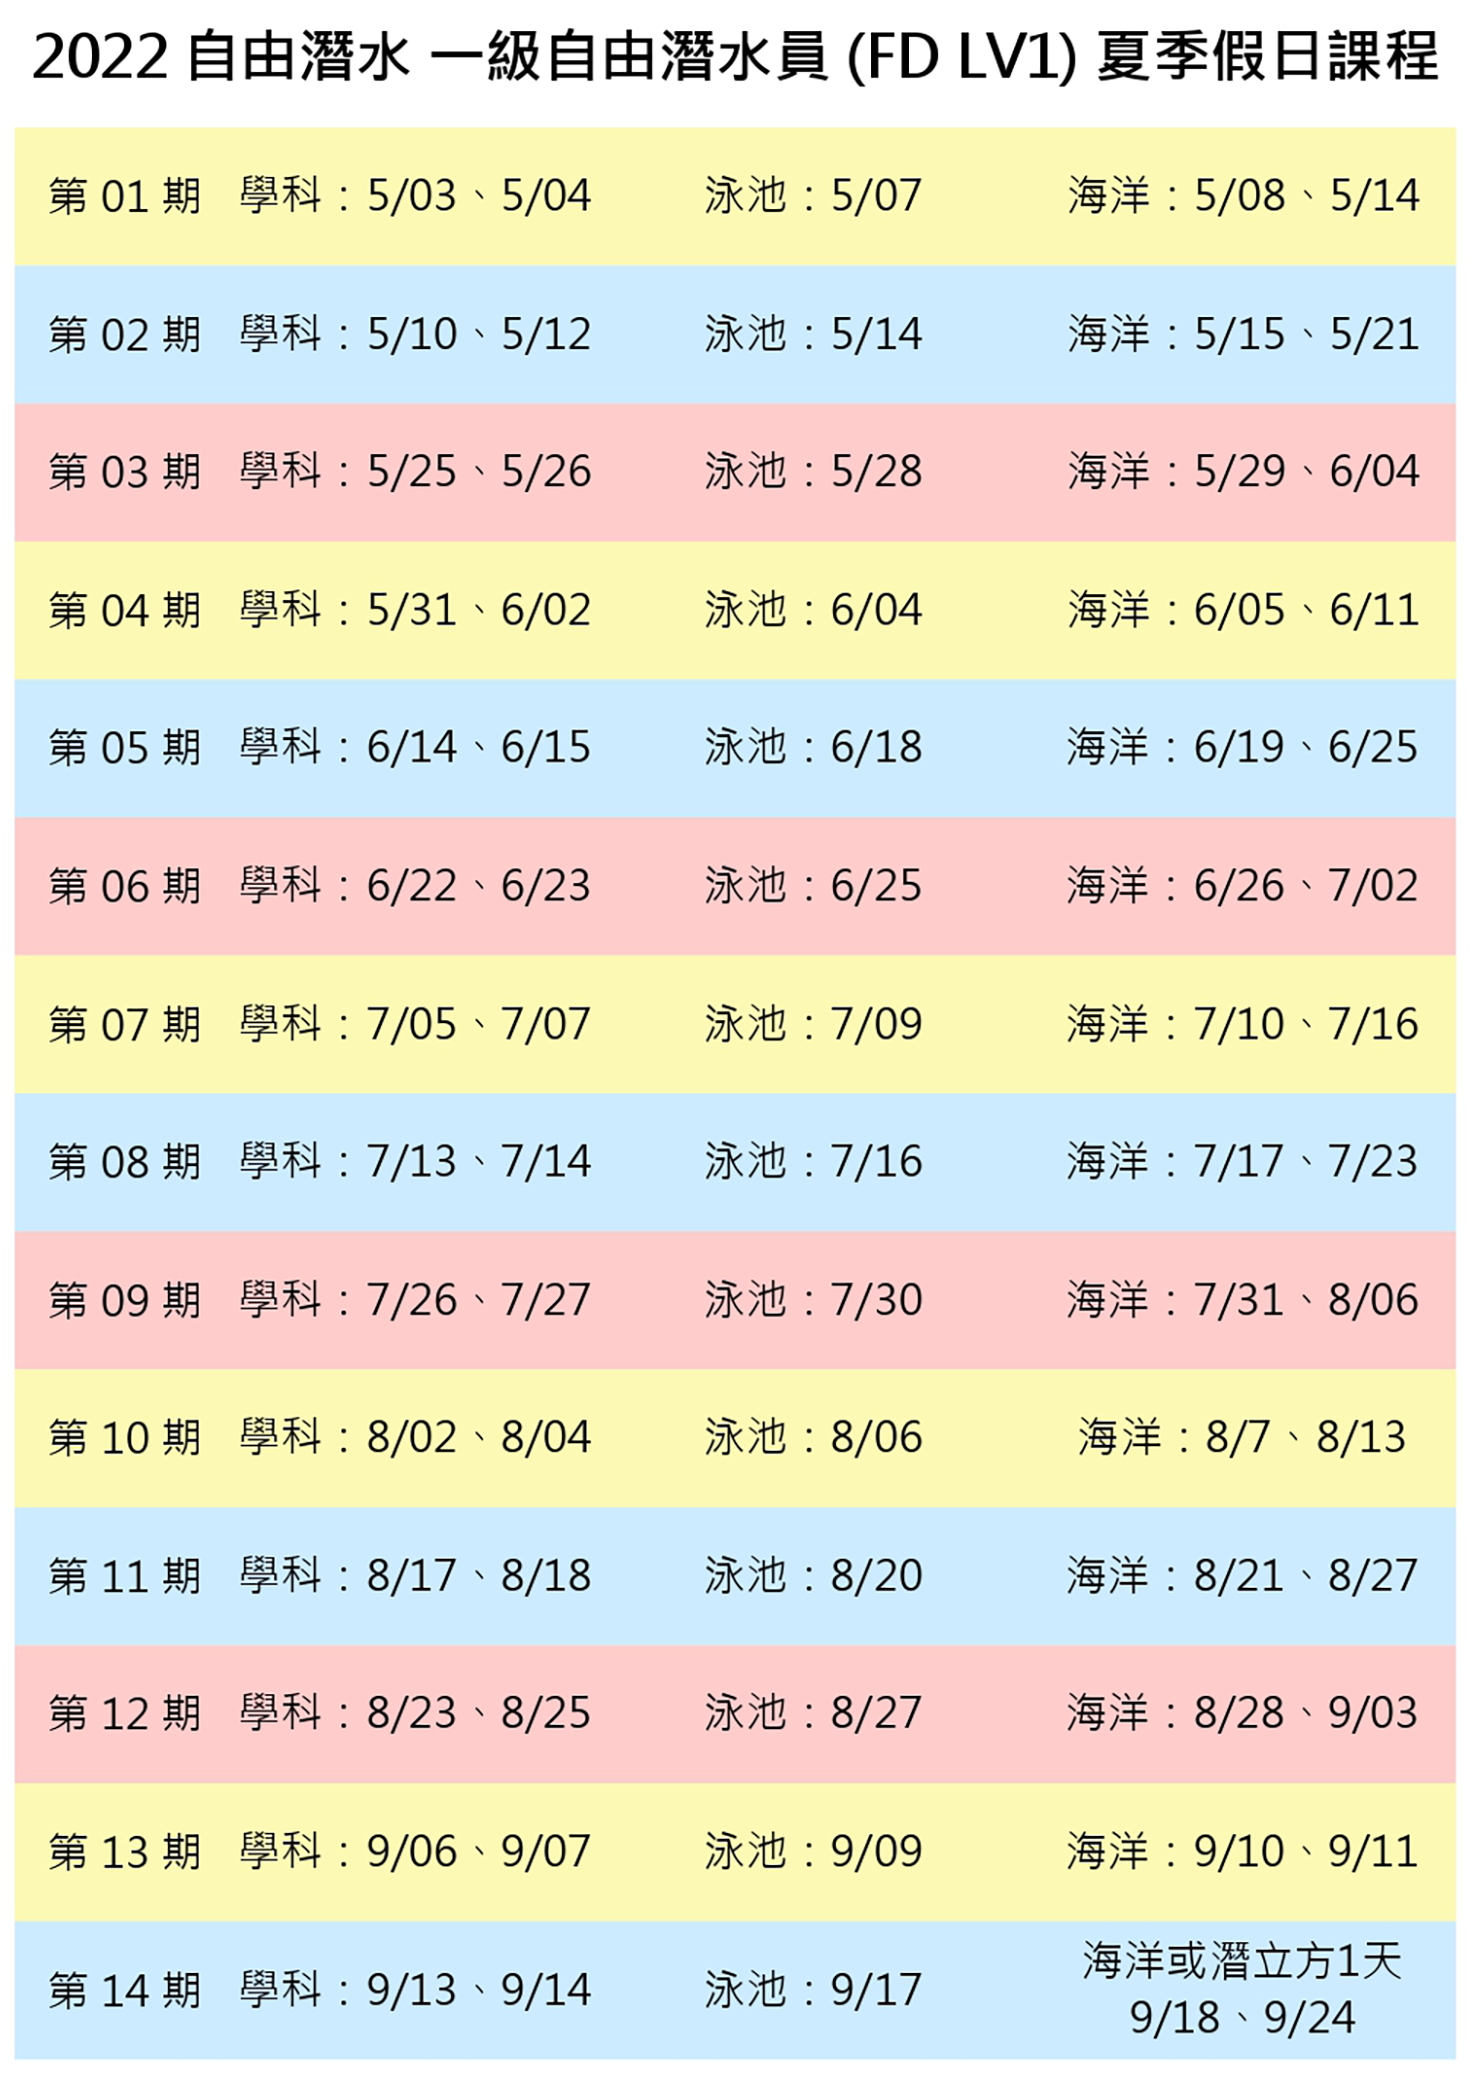 2022 自由潛水 一級自由潛水員 (FD LV1) 夏季假日課程
第 01 期 學科：5/03、5/04 泳池：5/07 海洋：5/08、5/14
第 02 期 學科：5/10、5/12 泳池：5/14 海洋：5/15、5/21
第 03 期 學科：5/25、5/26 泳池：5/28 海洋：5/29、6/04
第 04 期 學科：5/31、6/02 泳池：6/04 海洋：6/05、6/11
第 05 期 學科：6/14、6/15 泳池：6/18 海洋：6/19、6/25
第 06 期 學科：6/22、6/23 泳池：6/25 海洋：6/26、7/02
第 07 期 學科：7/05、7/07 泳池：7/09 海洋：7/10、7/16
第 08 期 學科：7/13、7/14 泳池：7/16 海洋：7/17、7/23
第 09 期 學科：7/26、7/27 泳池：7/30 海洋：7/31、8/06
第 10 期 學科：8/02、8/04 泳池：8/06 海洋：8/7、8/13
第 11 期 學科：8/17、8/18 泳池：8/20 海洋：8/21、8/27
第 12 期 學科：8/23、8/25 泳池：8/27 海洋：8/28、9/03
第 13 期 學科：9/06、9/07 泳池：9/09 海洋：9/10、9/11
第 14 期 學科：9/13、9/14 泳池：9/17 海洋或潛立方1天
9/18、9/24